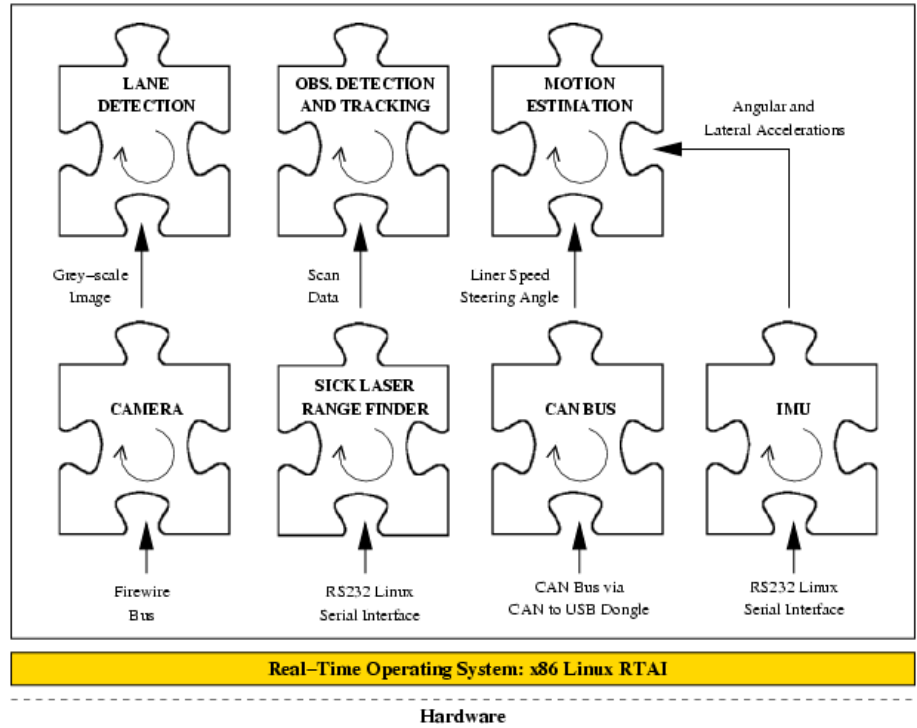 LANE
DETECTION
OBS. DETECTION
AND TRACKING
MOTION
ESTIMATION
Angular and
Lateral Accelerations
Grey–scale
Image
Scan
Data
Liner Speed
Steering Angle
CAMERA
SICK LASER
RANGE FINDER
CAN BUS
IMU
Firewire
Bus
RS232 Linux
Serial Interface
CAN Bus via
CAN to USB Dongle
RS232 Linux
Serial Interface
Real–Time Operating System: x86 Linux RTAI
Hardware